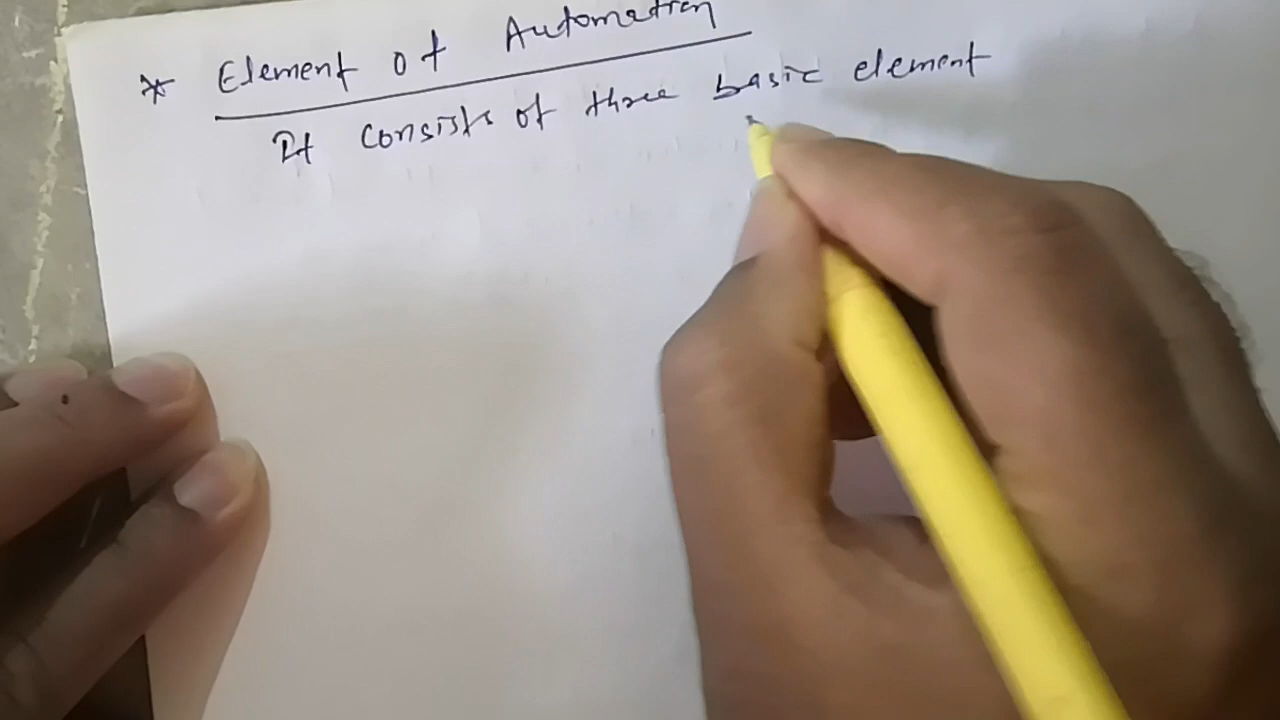 * Element of Automation
It consists of three basic element